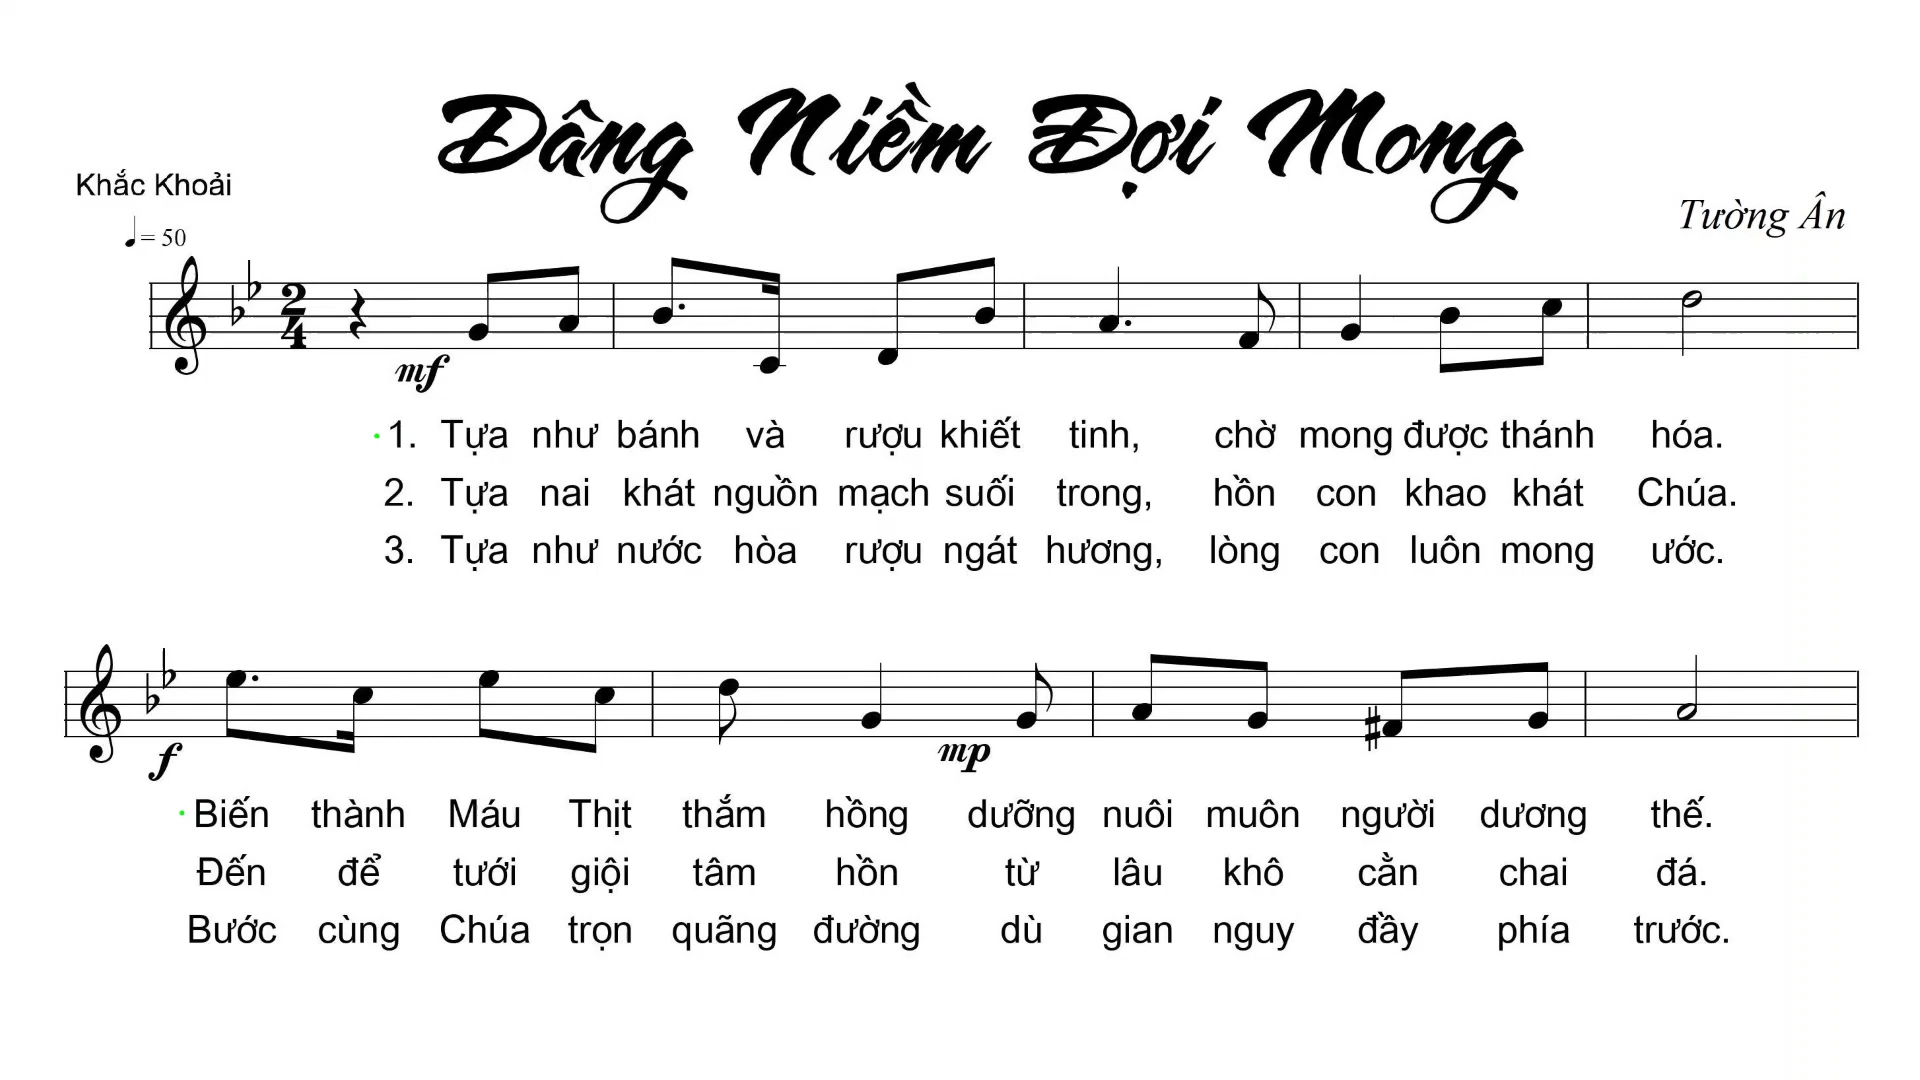 Dâng Niềm Đợi Mong
Khắc Khoải
Tường Ân
= 50
2
4
mf
1. Tựa như bánh và rượu khiết tinh, chờ mong được thánh hóa.
2. Tựa nai khát nguồn mạch suối trong, hồn con khao khát Chúa.
3. Tựa như nước hòa rượu ngát hương, lòng con luôn mong ước.
f
mp
Biến thành Máu Thịt thắm hồng dưỡng nuôi muôn người dương thế.
Đến để tưới giội tâm hồn từ lâu khô cằn chai đá.
Bước cùng Chúa trọn quãng đường dù gian nguy đầy phía trước.